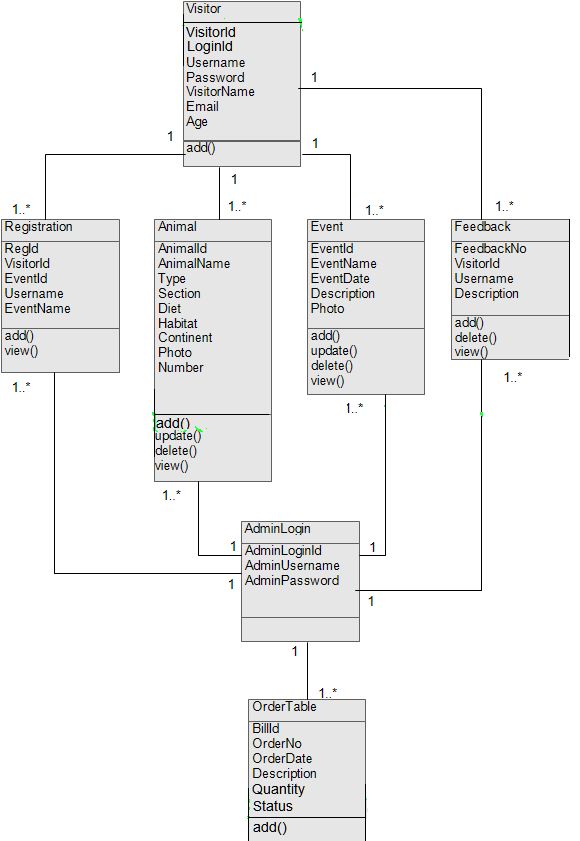 Visitor
VisitorId
LoginId
Username
Password
VisitorName
Email
Age
add()
1
1
1
1
1..*
1..*
1..*
1..*
Registration
RegId
VisitorId
EventId
Username
EventName
add()
view()
Animal
AnimalId
AnimalName
Type
Section
Diet
Habitat
Continent
Photo
Number
add()
update()
delete()
view()
Event
EventId
EventName
EventDate
Description
Photo
add()
update()
delete()
view()
Feedback
FeedbackNo
VisitorId
Username
Description
add()
delete()
view()
1..*
1..*
1..*
1..*
1
1
1
1
AdminLogin
AdminLoginId
AdminUsername
AdminPassword
1
1..*
OrderTable
BillId
OrderNo
OrderDate
Description
Quantity
Status
add()